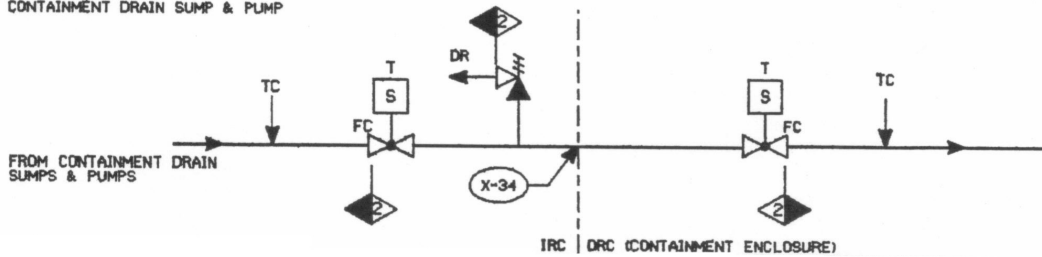 CONTAINMENT DRAIN SUMP & PUMP
2
DR
T
T
TC
S
S
TC
FC
FC
FROM CONTAINMENT DRAIN
SUMPS & PUMPS
X-34
2
2
IRC
ORC (CONTAINMENT ENCLOSURE)